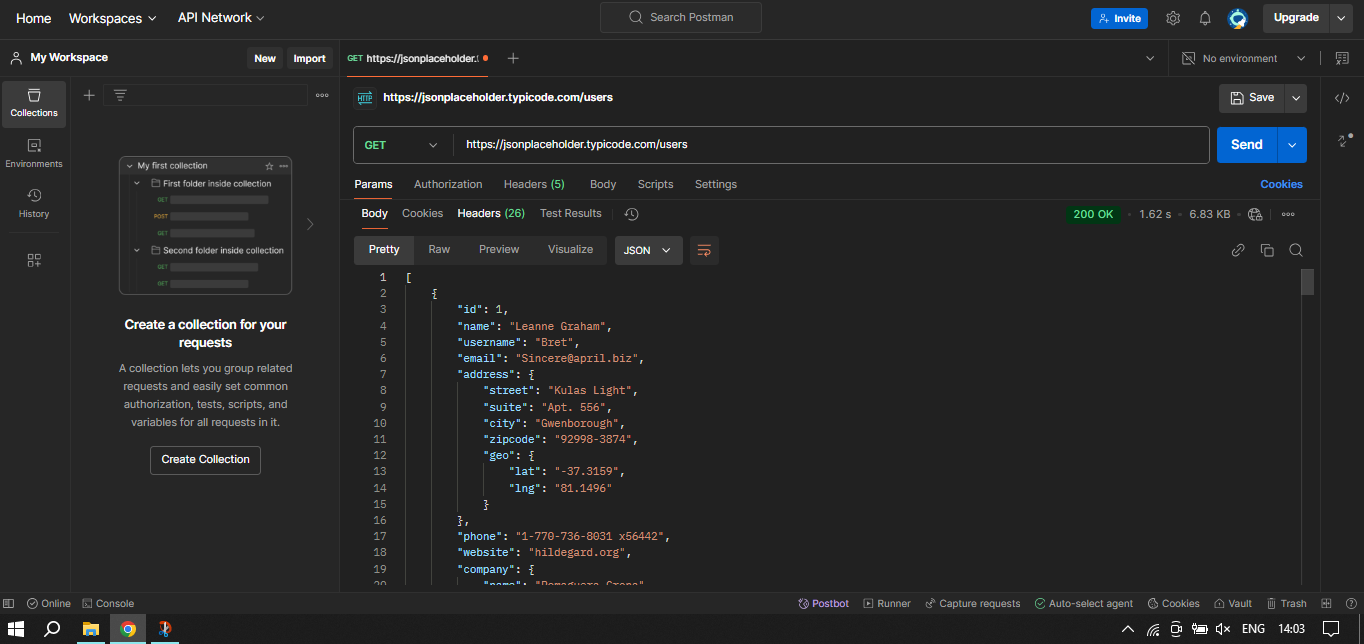 Home Workspaces API Network Search Postman Invite Upgrade
My Workspace New Import GET https://jsonplaceholder.t No environment
Collections
Environments
History
My first collection
First folder inside collection
GET
POST
GET
Second folder inside collection
GET
GET
Create a collection for your
requests
A collection lets you group related
requests and easily set common
authorization, tests, scripts, and
variables for all requests in it.
Create Collection
HTTP https://jsonplaceholder.typicode.com/users Save
GET https://jsonplaceholder.typicode.com/users Send
Params Authorization Headers (5) Body Scripts Settings Cookies
Body Cookies Headers (26) Test Results 200 OK 1.62 s 6.83 KB
Pretty Raw Preview Visualize JSON
1 [
2 {
3 "id": 1,
4 "name": "Leanne Graham",
5 "username": "Bret",
6 "email": "Sincere@april.biz",
7 "address": {
8 "street": "Kulas Light",
9 "suite": "Apt. 556",
10 "city": "Gwenborough",
11 "zipcode": "92998-3874",
12 "geo": {
13 "lat": "-37.3159",
14 "lng": "81.1496"
15 }
16 },
17 "phone": "1-770-736-8031 x56442",
18 "website": "hildegard.org",
19 "company": {
20 "name": "Romaguera-Crona"
Online Console Postbot Runner Capture requests Auto-select agent Cookies Vault Trash
ENG 14:03